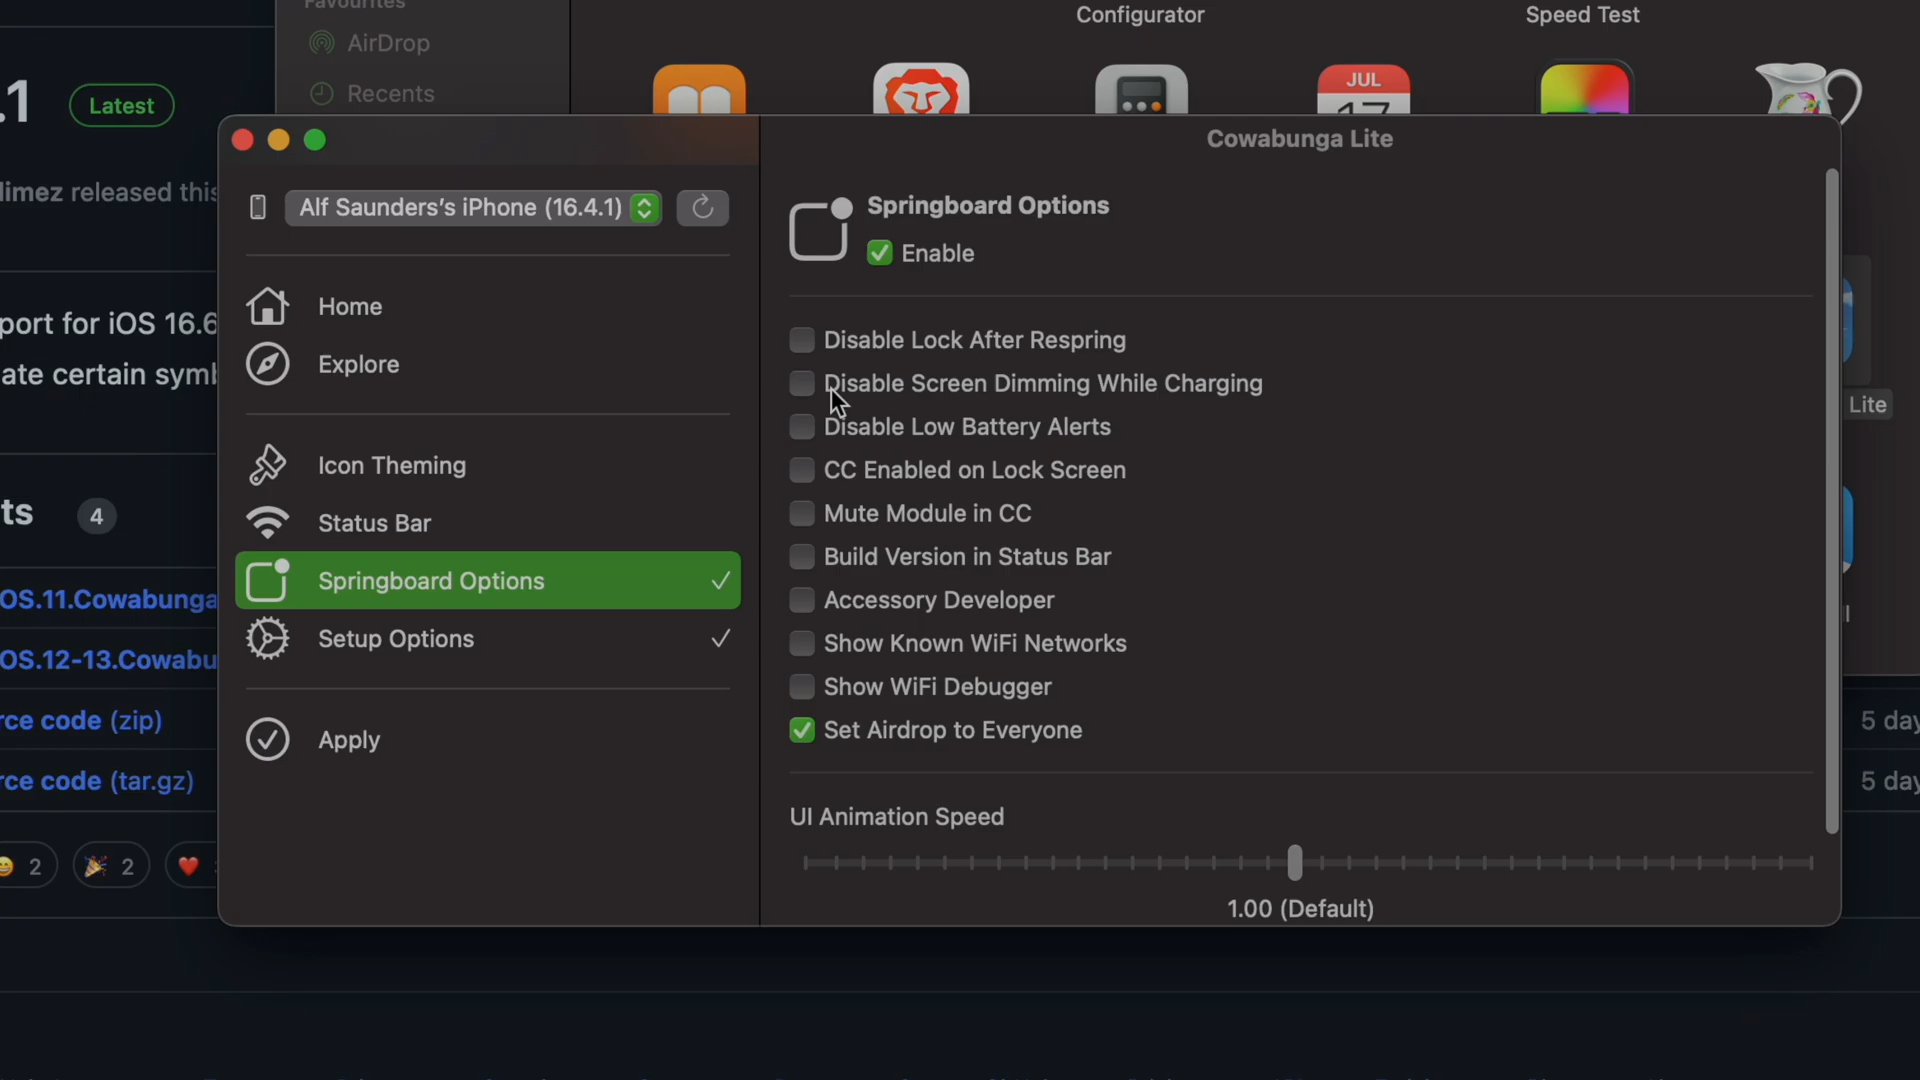 Favourites
Configurator
Speed Test
AirDrop
Recents
JUL
17
.1
Latest
Cowabunga Lite
released this
Alf Saunders's iPhone (16.4.1)
Springboard Options
Enable
Home
Explore
port for iOS 16.6
ate certain symb
Disable Lock After Respring
Disable Screen Dimming While Charging
Disable Low Battery Alerts
CC Enabled on Lock Screen
Mute Module in CC
Build Version in Status Bar
Accessory Developer
Show Known WiFi Networks
Show WiFi Debugger
Set Airdrop to Everyone
Lite
Icon Theming
Status Bar
Springboard Options
Setup Options
Apply
ts
4
OS.11.Cowabunga
OS.12-13.Cowabu
rce code (zip)
rce code (tar.gz)
5 day
5 day
2
2
UI Animation Speed
1.00 (Default)